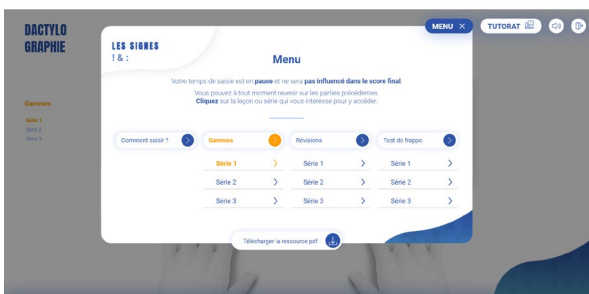 DACTYLO
GRAPHIE
MENU ×
TUTORAT
LES SIGNES
! & :
Menu
Votre temps de saisie est en pause et ne sera pas influencé dans le score final.
Vous pouvez à tout moment revenir sur les parties précédentes.
Cliquez sur la leçon ou série qui vous intéresse pour y accéder.
Gammes
Série 1
Série 2
Série 3
Comment saisir ?
Gammes
Série 1
Série 2
Série 3
Révisions
Série 1
Série 2
Série 3
Test de frappe
Série 1
Série 2
Série 3
Télécharger la ressource pdf